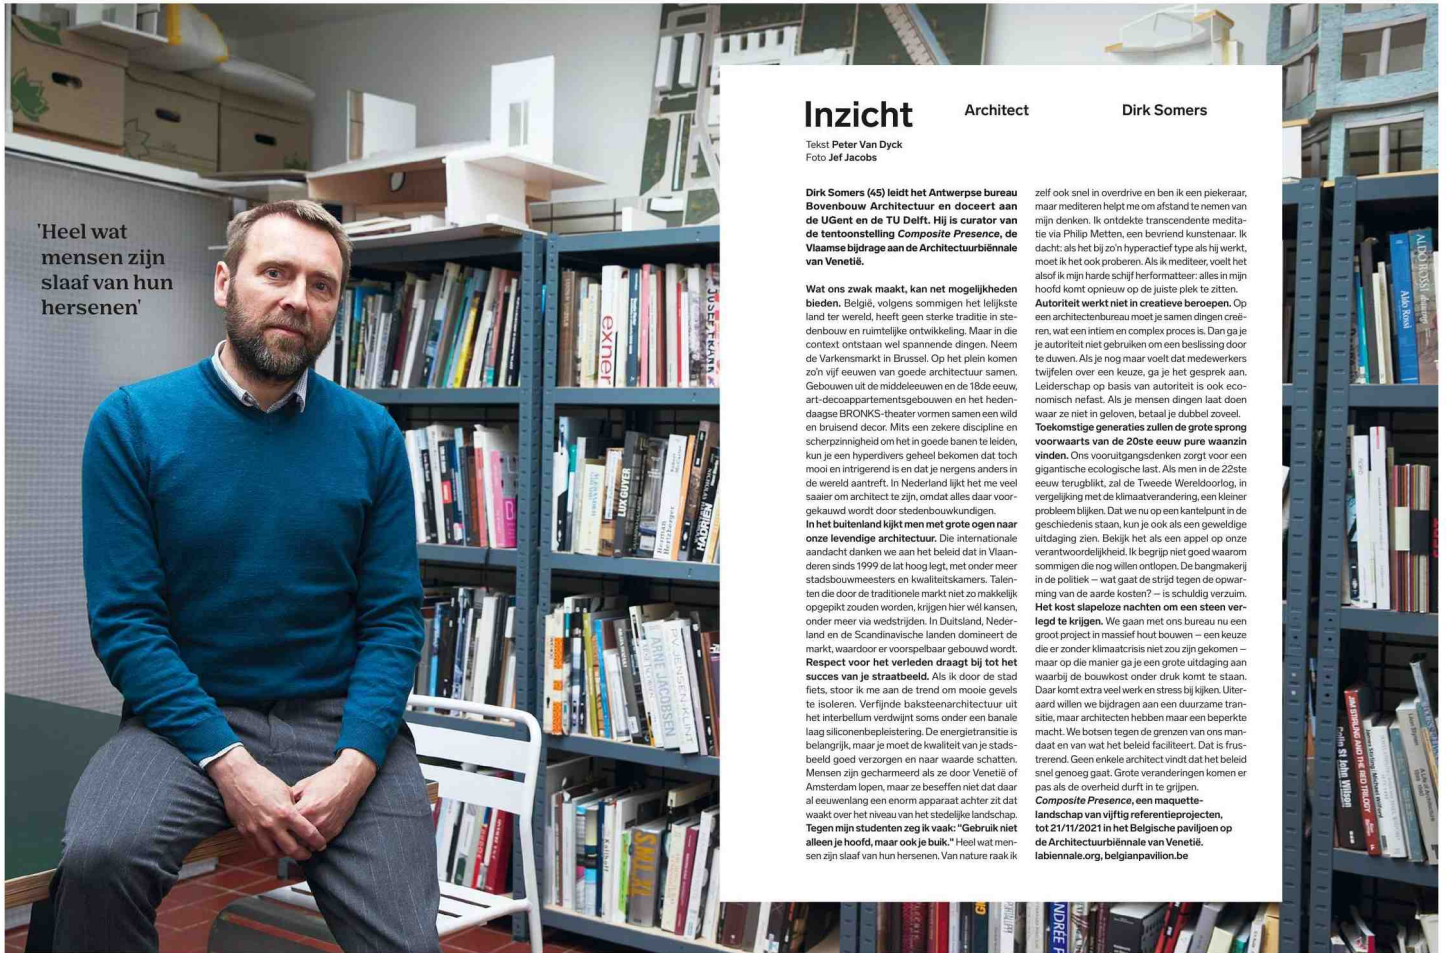 'Heel wat
mensen zijn
slaaf van hun
hersenen'
Inzicht
Architect
Dirk Somers
Tekst Peter Van Dyck
Foto Jef Jacobs
Dirk Somers (45) leidt het Antwerpse bureau
Bovenbouw Architectuur en doceert aan
de UGent en de TU Delft. Hij is curator van
de tentoonstelling Composite Presence, de
Vlaamse bijdrage aan de Architectuurbiënnale
van Venetië.
Wat ons zwak maakt, kan net mogelijkheden
bieden. België, volgens sommigen het lelijkste
land ter wereld, heeft geen sterke traditie in ste-
denbouw en ruimtelijke ontwikkeling. Maar in die
context ontstaan wel spannende dingen. Neem
de Varkensmarkt in Brussel. Op het plein komen
zo'n vijf eeuwen van goede architectuur samen.
Gebouwen uit de middeleeuwen en de 18de eeuw,
art-decoappartementsgebouwen en het heden-
daagse BRONKS-theater vormen samen een wild
en bruisend decor. Mits een zekere discipline en
scherpzinnigheid om het in goede banen te leiden,
kun je een hyperdivers geheel bekomen dat toch
mooi en intrigerend is en dat je nergens anders in
de wereld aantreft. In Nederland lijkt het me veel
saaier om architect te zijn, omdat alles daar voor-
gekauwd wordt door stedenbouwkundigen.
In het buitenland kijkt men met grote ogen naar
onze levendige architectuur. Die internationale
aandacht danken we aan het beleid dat in Vlaan-
deren sinds 1999 de lat hoog legt, met onder meer
stadsbouwmeesters en kwaliteitskamers. Talen-
ten die door de traditionele markt niet zo makkelijk
opgepikt zouden worden, krijgen hier wél kansen,
onder meer via wedstrijden. In Duitsland, Neder-
land en de Scandinavische landen domineert de
markt, waardoor er voorspelbaar gebouwd wordt.
Respect voor het verleden draagt bij tot het
succes van je straatbeeld. Als ik door de stad
fiets, stoor ik me aan de trend om mooie gevels
te isoleren. Verfijnde baksteenarchitectuur uit
het interbellum verdwijnt soms onder een banale
laag siliconenbepleistering. De energietransitie is
belangrijk, maar je moet de kwaliteit van je stads-
beeld goed verzorgen en naar waarde schatten.
Mensen zijn gecharmeerd als ze door Venetië of
Amsterdam lopen, maar ze beseffen niet dat daar
al eeuwenlang een enorm apparaat achter zit dat
waakt over het niveau van het stedelijke landschap.
Tegen mijn studenten zeg ik vaak: "Gebruik niet
alleen je hoofd, maar ook je buik." Heel wat men-
sen zijn slaaf van hun hersenen. Van nature raak ik
zelf ook snel in overdrive en ben ik een piekeraar,
maar mediteren helpt me om afstand te nemen van
mijn denken. Ik ontdekte transcendente medita-
tie via Philip Metten, een bevriend kunstenaar. Ik
dacht: als het bij zo'n hyperactief type als hij werkt,
moet ik het ook proberen. Als ik mediteer, voelt het
alsof ik mijn harde schijf herformatteer: alles in mijn
hoofd komt opnieuw op de juiste plek te zitten.
Autoriteit werkt niet in creatieve beroepen. Op
een architectenbureau moet je samen dingen creë-
ren, wat een intiem en complex proces is. Dan ga je
je autoriteit niet gebruiken om een beslissing door
te duwen. Als je nog maar voelt dat medewerkers
twijfelen over een keuze, ga je het gesprek aan.
Leiderschap op basis van autoriteit is ook eco-
nomisch nefast. Als je mensen dingen laat doen
waar ze niet in geloven, betaal je dubbel zoveel.
Toekomstige generaties zullen de grote sprong
voorwaarts van de 20ste eeuw pure waanzin
vinden. Ons vooruitgangsdenken zorgt voor een
gigantische ecologische last. Als men in de 22ste
eeuw terugblikt, zal de Tweede Wereldoorlog, in
vergelijking met de klimaatverandering, een kleiner
probleem blijken. Dat we nu op een kantelpunt in de
geschiedenis staan, kun je ook als een geweldige
uitdaging zien. Bekijk het als een appel op onze
verantwoordelijkheid. Ik begrijp niet goed waarom
sommigen die nog willen ontlopen. De bangmakerij
in de politiek – wat gaat de strijd tegen de opwar-
ming van de aarde kosten? – is schuldig verzuim.
Het kost slapeloze nachten om een steen ver-
legd te krijgen. We gaan met ons bureau nu een
groot project in massief hout bouwen – een keuze
die er zonder klimaatcrisis niet zou zijn gekomen –
maar op die manier ga je een grote uitdaging aan
waarbij de bouwkost onder druk komt te staan.
Daar komt extra veel werk en stress bij kijken. Uiter-
aard willen we bijdragen aan een duurzame tran-
sitie, maar architecten hebben maar een beperkte
macht. We botsen tegen de grenzen van ons man-
daat en van wat het beleid faciliteert. Dat is frus-
trerend. Geen enkele architect vindt dat het beleid
snel genoeg gaat. Grote veranderingen komen er
pas als de overheid durft in te grijpen.
Composite Presence, een maquette-
landschap van vijftig referentieprojecten,
tot 21/11/2021 in het Belgische paviljoen op
de Architectuurbiënnale van Venetië.
labiennale.org, belgianpavilion.be
exner
JOSEF FRANK
LUX GUYER
HADRIEN
Herman Hertzberger
ARNE JACOBSEN
P.V. JENSEN-KLINT
S,M,L,XL
ALDO ROSSI
Aldo Rossi
JIM STIRLING AND THE RED TRILOGY
Colin St John Wilson